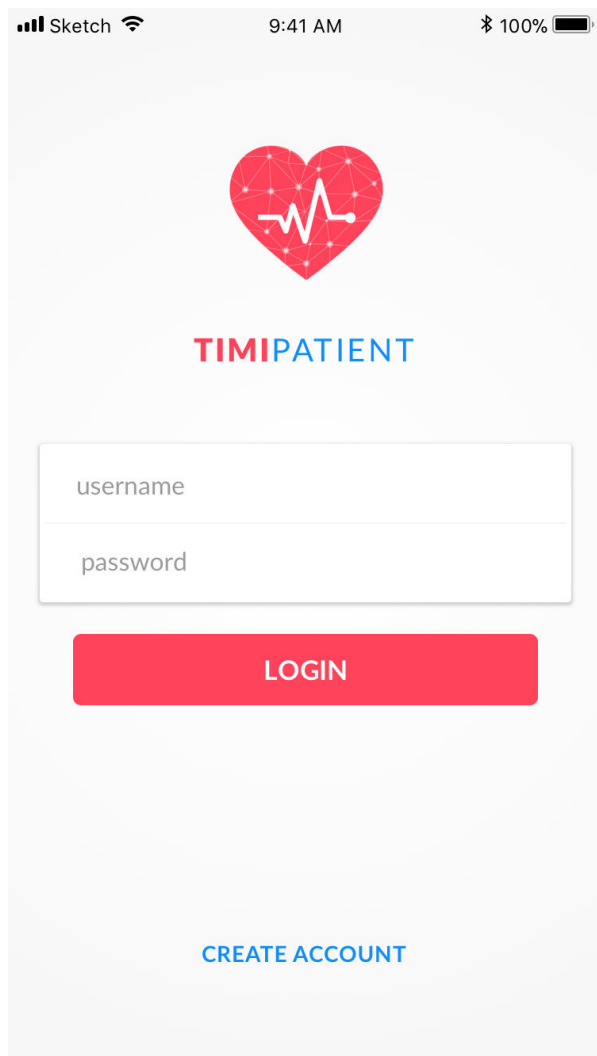 Sketch 9:41 AM 100%
TIMIPATIENT
username
password
LOGIN
CREATE ACCOUNT